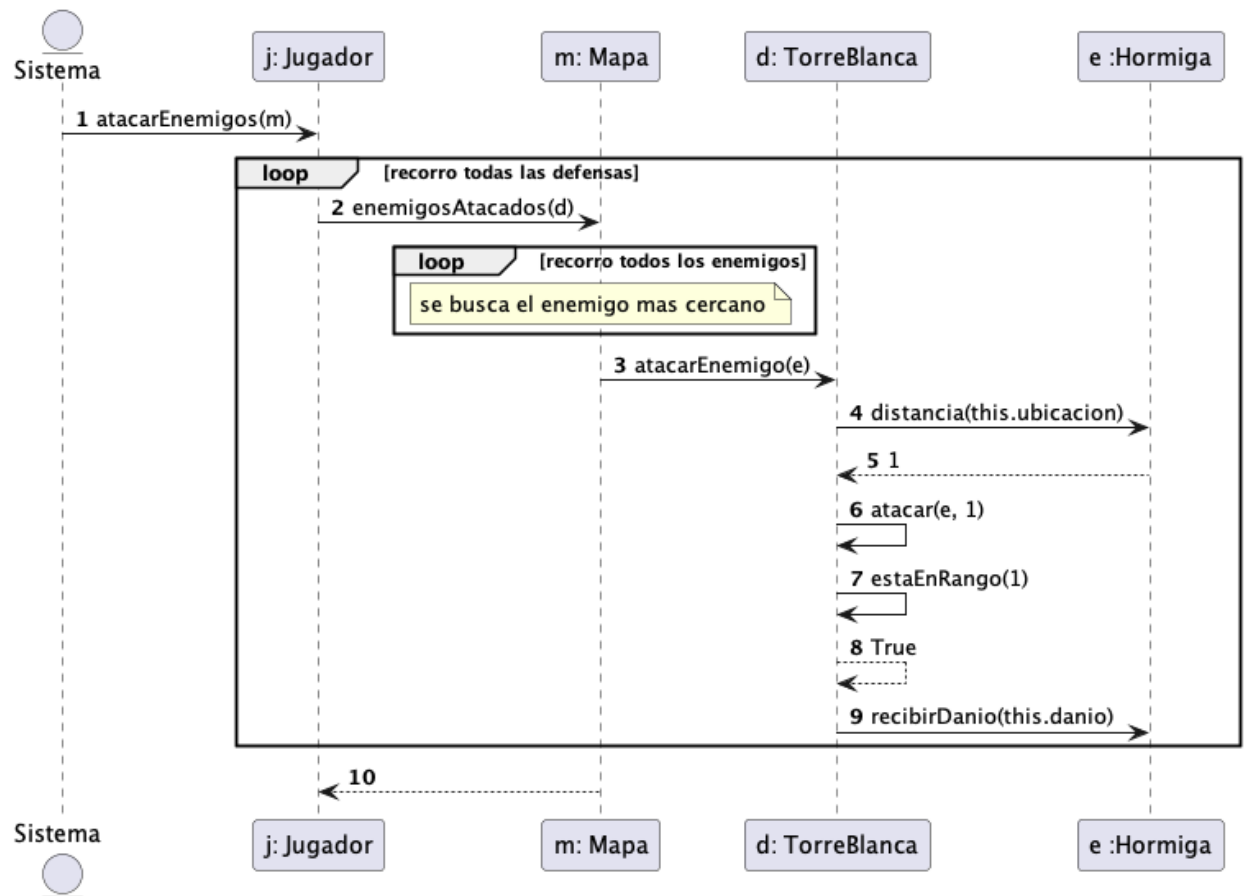 Sistema
j: Jugador
m: Mapa
d: TorreBlanca
e :Hormiga
1 atacarEnemigos(m)
loop [recorro todas las defensas]
2 enemigosAtacados(d)
loop [recorro todos los enemigos]
se busca el enemigo mas cercano
3 atacarEnemigo(e)
4 distancia(this.ubicacion)
5 1
6 atacar(e, 1)
7 estaEnRango(1)
8 True
9 recibirDanio(this.danio)
10
Sistema
j: Jugador
m: Mapa
d: TorreBlanca
e :Hormiga